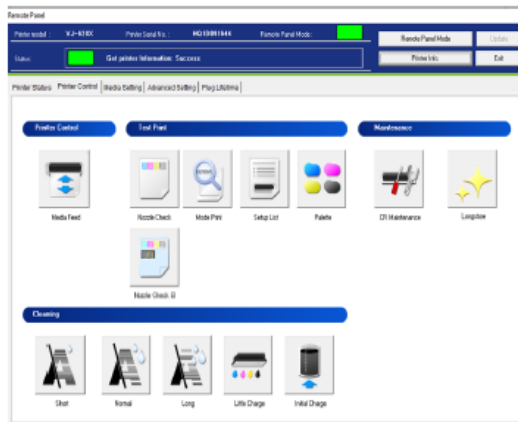 Remote Panel
Printer model : VJ-628X Printer Serial No. : Remote Panel Mode: Remote Panel Mode Update
Status: Get printer Information: Success Printer Info. Exit
Printer Status Printer Control Media Setting Advanced Setting Prog Lifetime
Printer Control Test Print Maintenance
Media Feed Nozzle Check Mode Print Setup List Palette CR Maintenance Longstore
Nozzle Check
Cleaning
Short Normal Long Little Charge Initial Charge